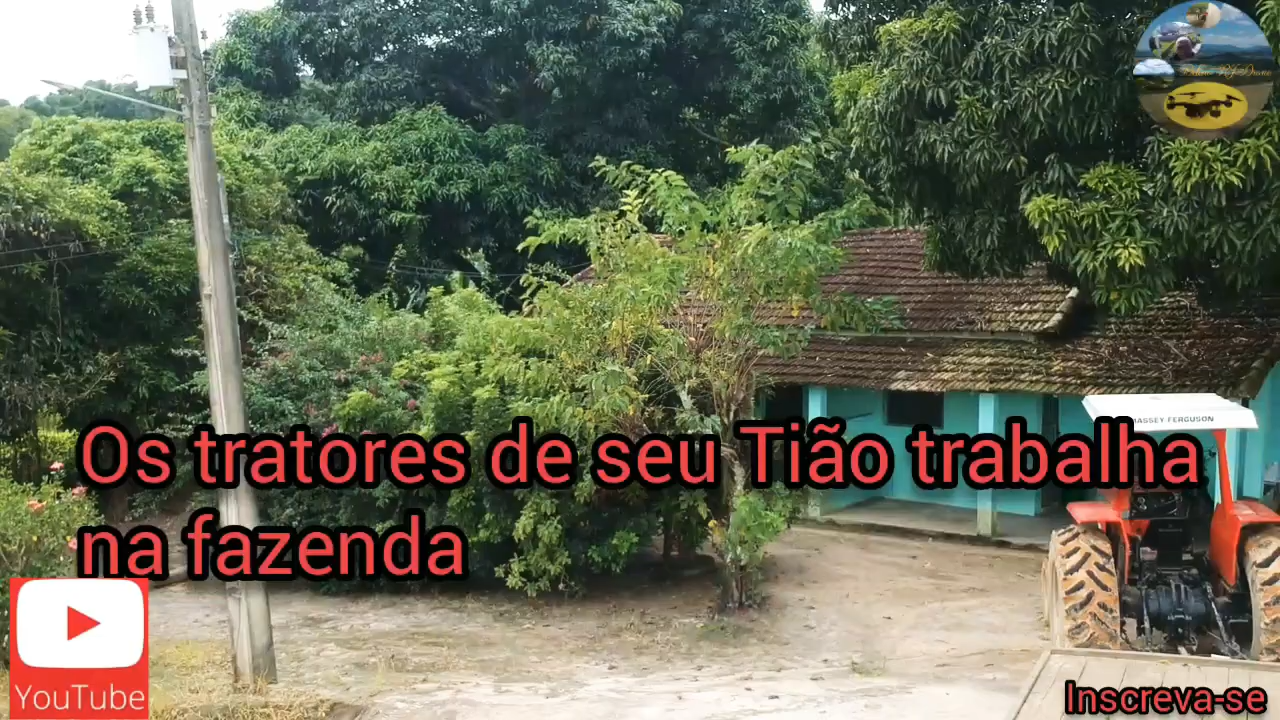 MASSEY FERGUSON
Os tratores de seu Tião trabalha
na fazenda
YouTube
Inscreva-se